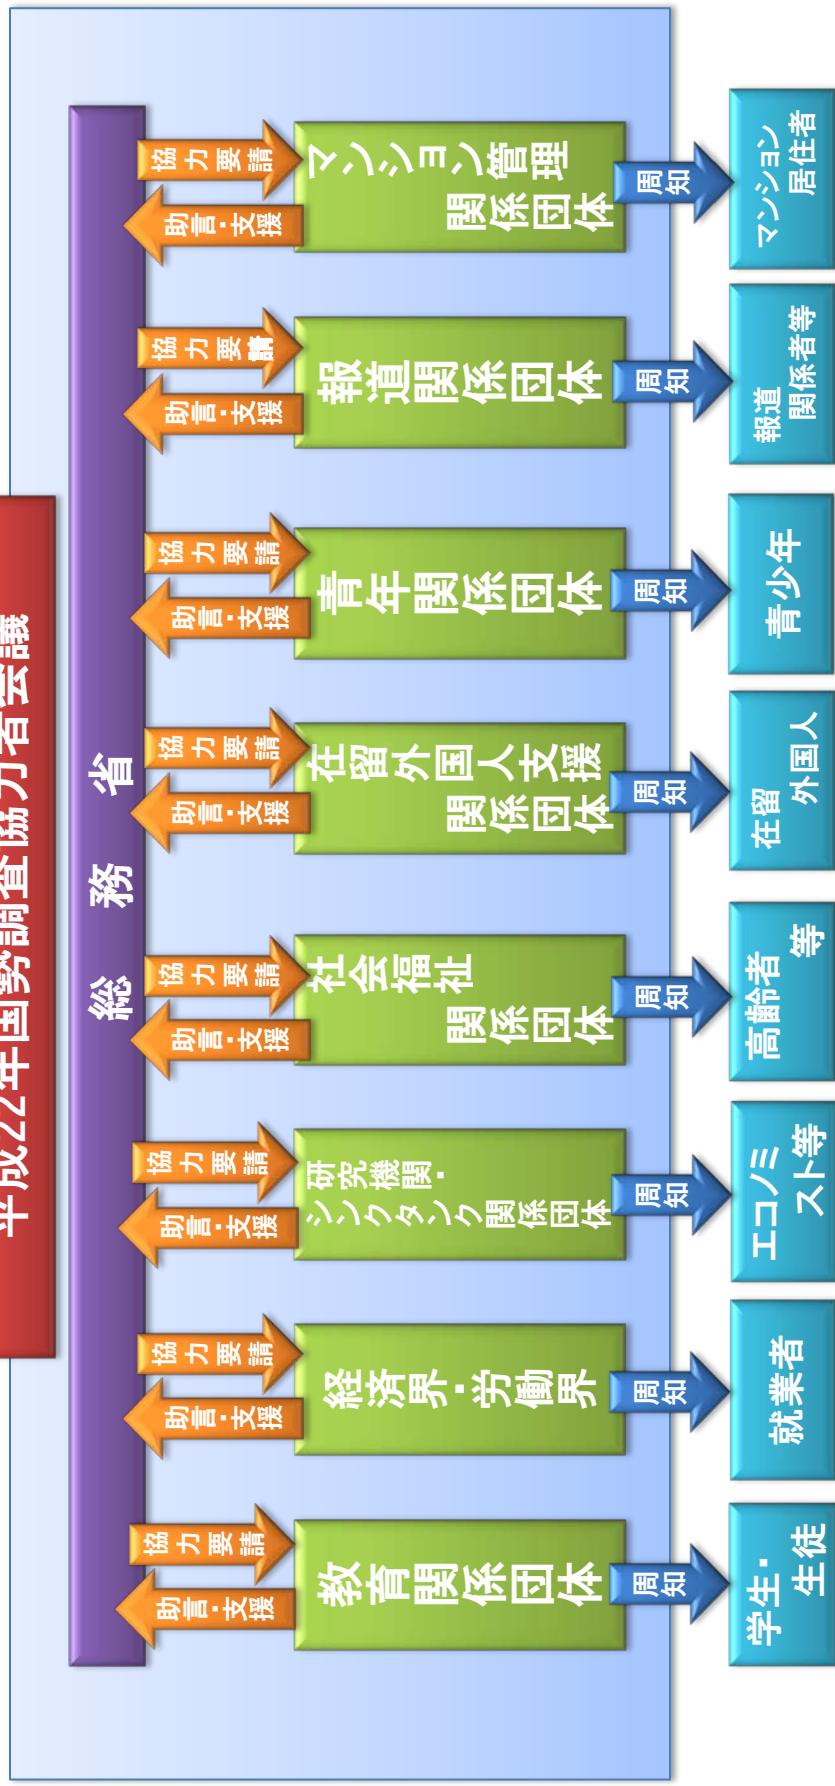 平成22年国勢調査協力者会議
総務省
協力要請
助言・支援
教育関係団体
周知
学生・
生徒
協力要請
助言・支援
経済界・労働界
周知
就業者
協力要請
助言・支援
研究機関・
シンクタンク関係団体
周知
エコノミ
スト等
協力要請
助言・支援
社会福祉
関係団体
周知
高齢者
等
協力要請
助言・支援
在留外国人支援
関係団体
周知
在留
外国人
協力要請
助言・支援
青年関係団体
周知
青少年
協力要請
助言・支援
報道関係団体
周知
報道
関係者等
協力要請
助言・支援
マンション管理
関係団体
周知
マンション
居住者